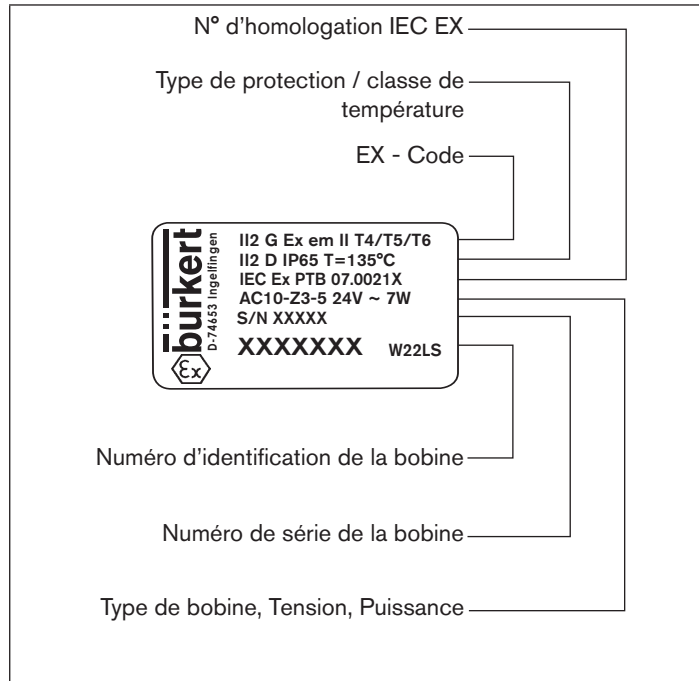 N° d'homologation IEC EX
Type de protection / classe de
température
EX - Code
burkert
D-74653 Ingelfingen
Ex
II2 G Ex em II T4/T5/T6
II2 D IP65 T=135°C
IEC Ex PTB 07.0021X
AC10-Z3-5 24V ~ 7W
S/N XXXXX
XXXXXXX W22LS
Numéro d'identification de la bobine
Numéro de série de la bobine
Type de bobine, Tension, Puissance